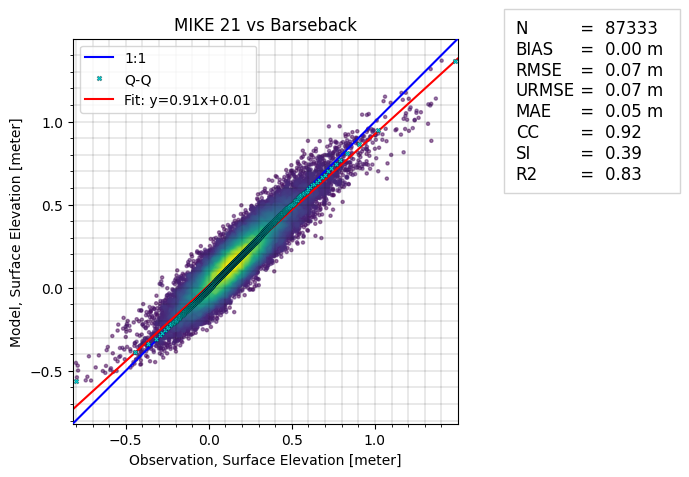 MIKE 21 vs Barseback
1:1
Q-Q
Fit: y=0.91x+0.01
1.0
0.5
0.0
−0.5
Model, Surface Elevation [meter]
−0.5
0.0
0.5
1.0
Observation, Surface Elevation [meter]
N = 87333
BIAS = 0.00 m
RMSE = 0.07 m
URMSE = 0.07 m
MAE = 0.05 m
CC = 0.92
SI = 0.39
R2 = 0.83